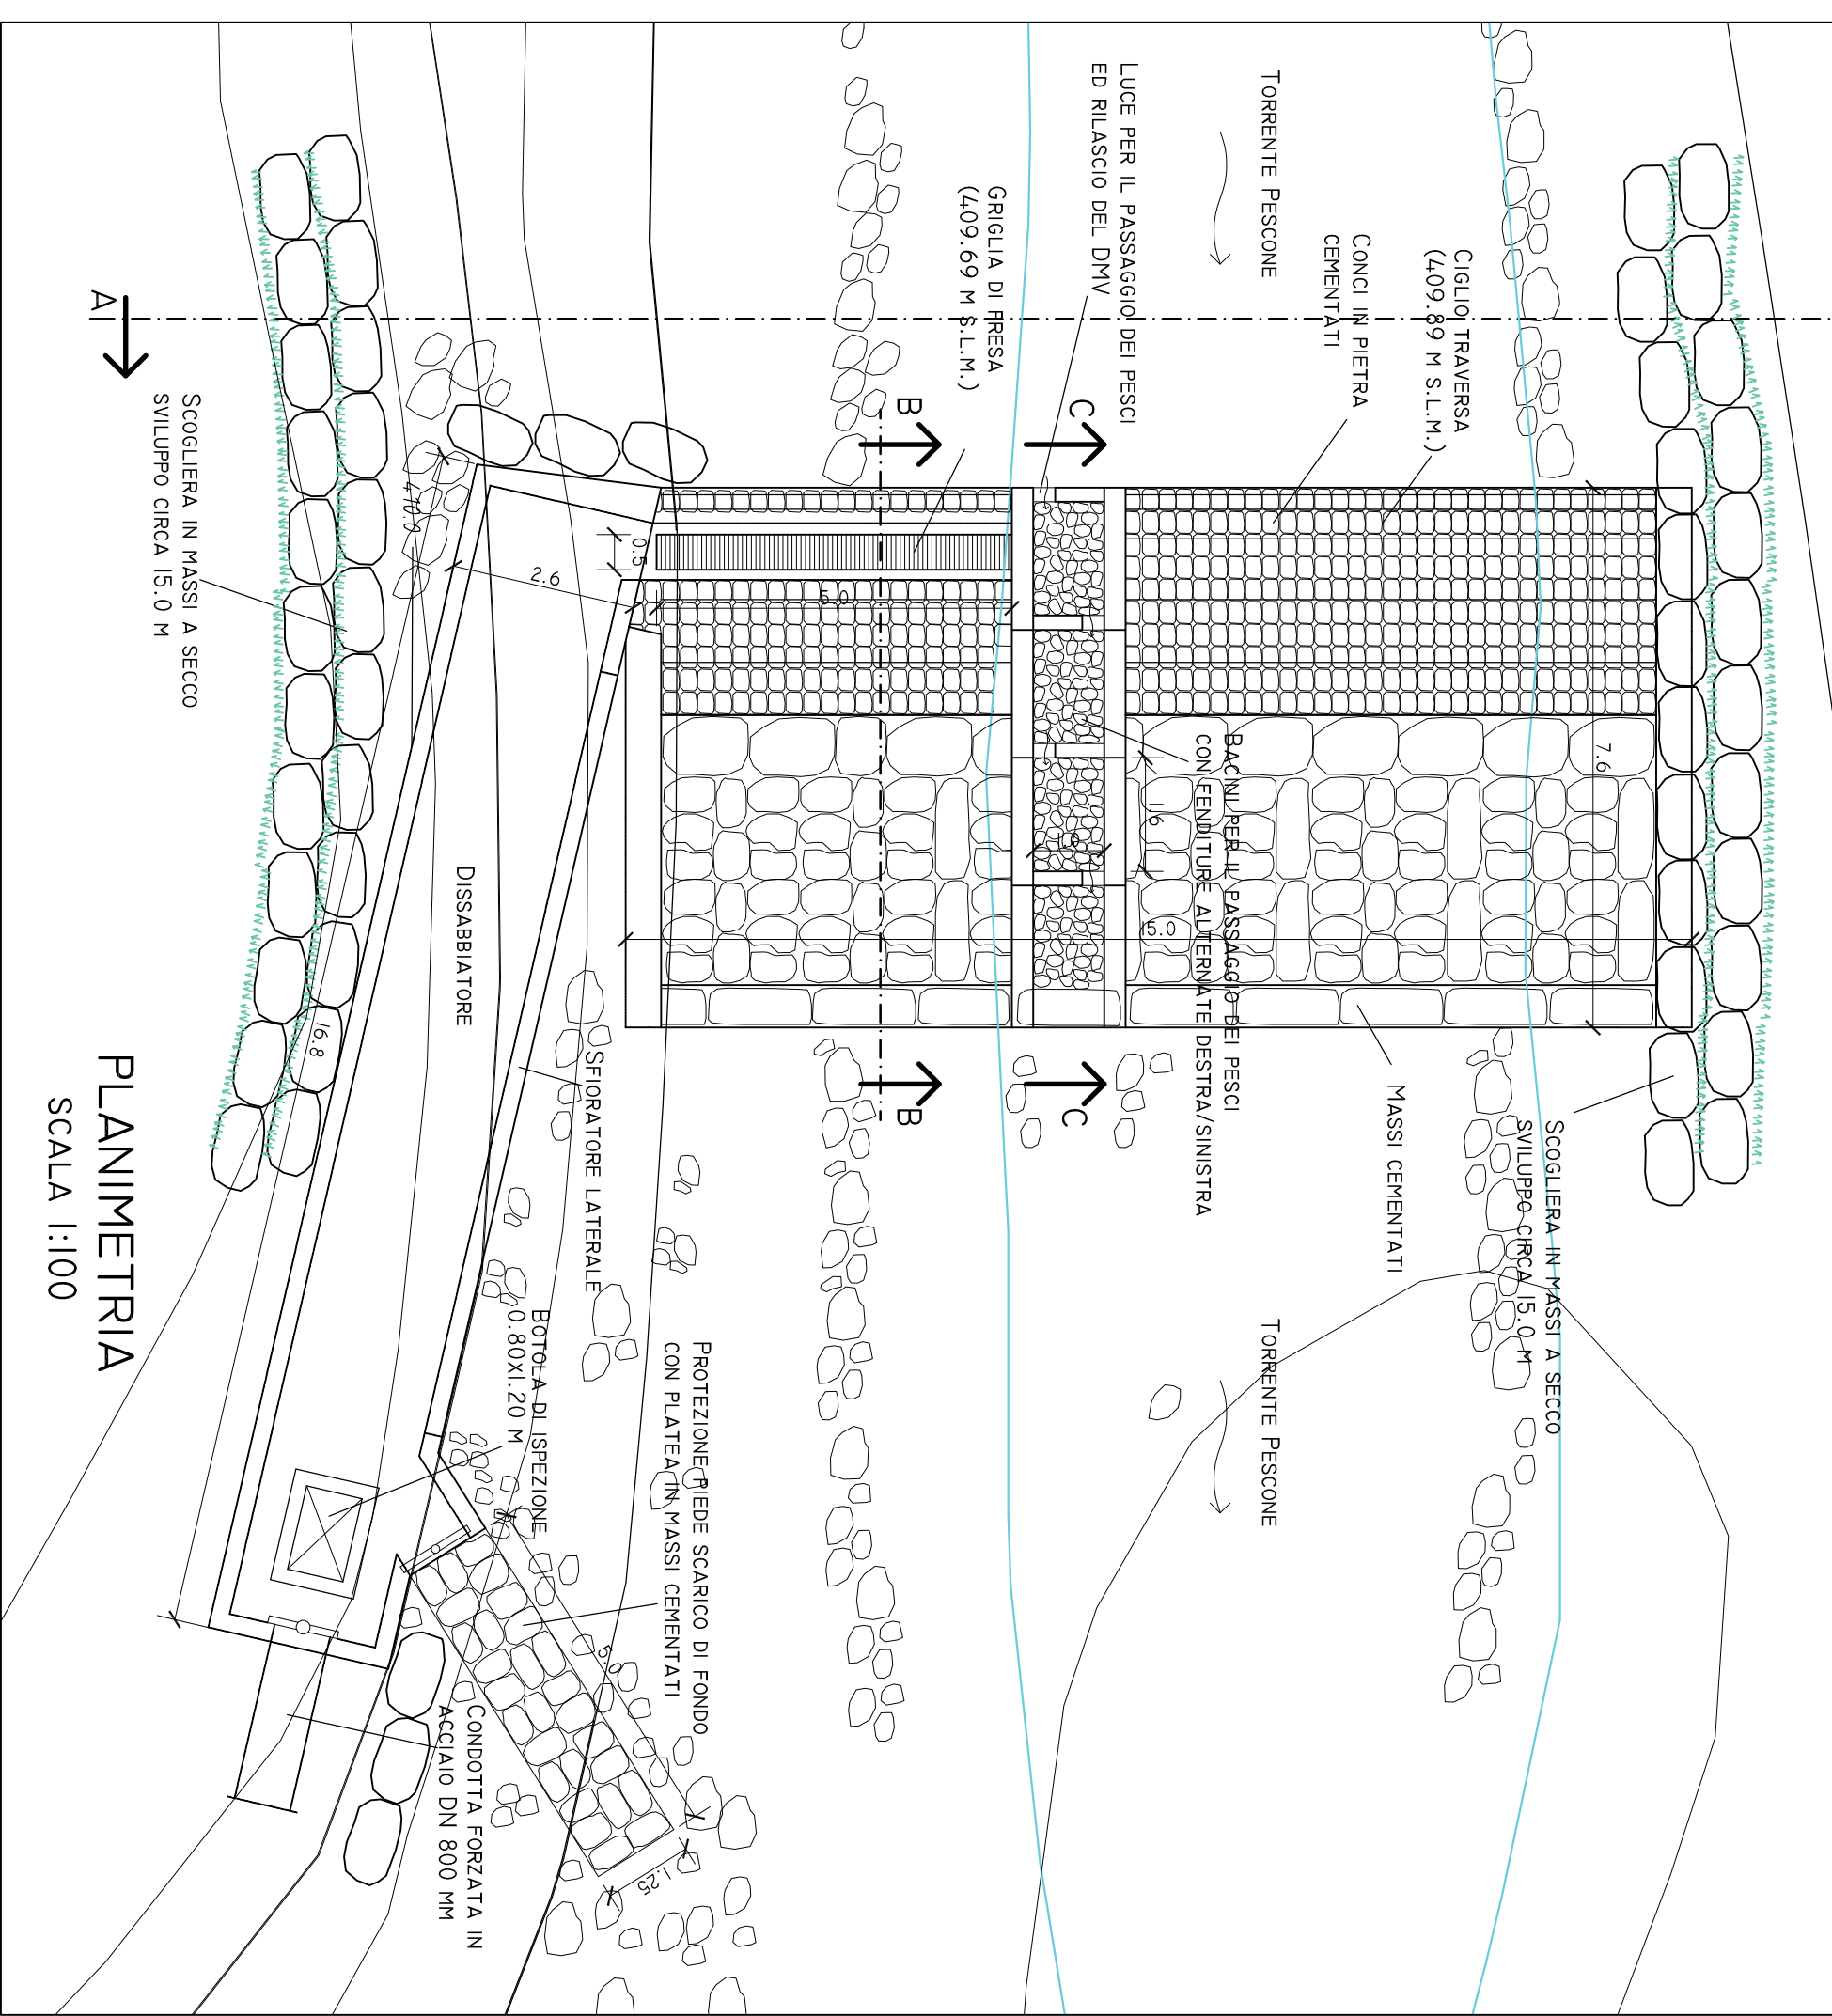 Torrente Pescone
Luce per il passaggio dei pesci
ed rilascio del DMV
Griglia di presa
(409.69 m s.l.m.)
Ciglio traversa
(409.89 m s.l.m.)
Conci in pietra
cementati
A
B
C
Scogliera in massi a secco
sviluppo circa 15.0 m
410.0
0.5
2.6
5.0
7.6
1.6
1.0
15.0
Bacini per il passaggio dei pesci
con fenditure alternate destra/sinistra
Dissabbiatore
16.8
Sfioratore laterale
B
C
Massi cementati
Scogliera in massi a secco
sviluppo circa 15.0 m
Torrente Pescone
Botola di ispezione
0.80x1.20 m
Protezione piede scarico di fondo
con platea in massi cementati
5.0
1.25
Condotta forzata in
acciaio DN 800 mm
PLANIMETRIA
SCALA 1:100